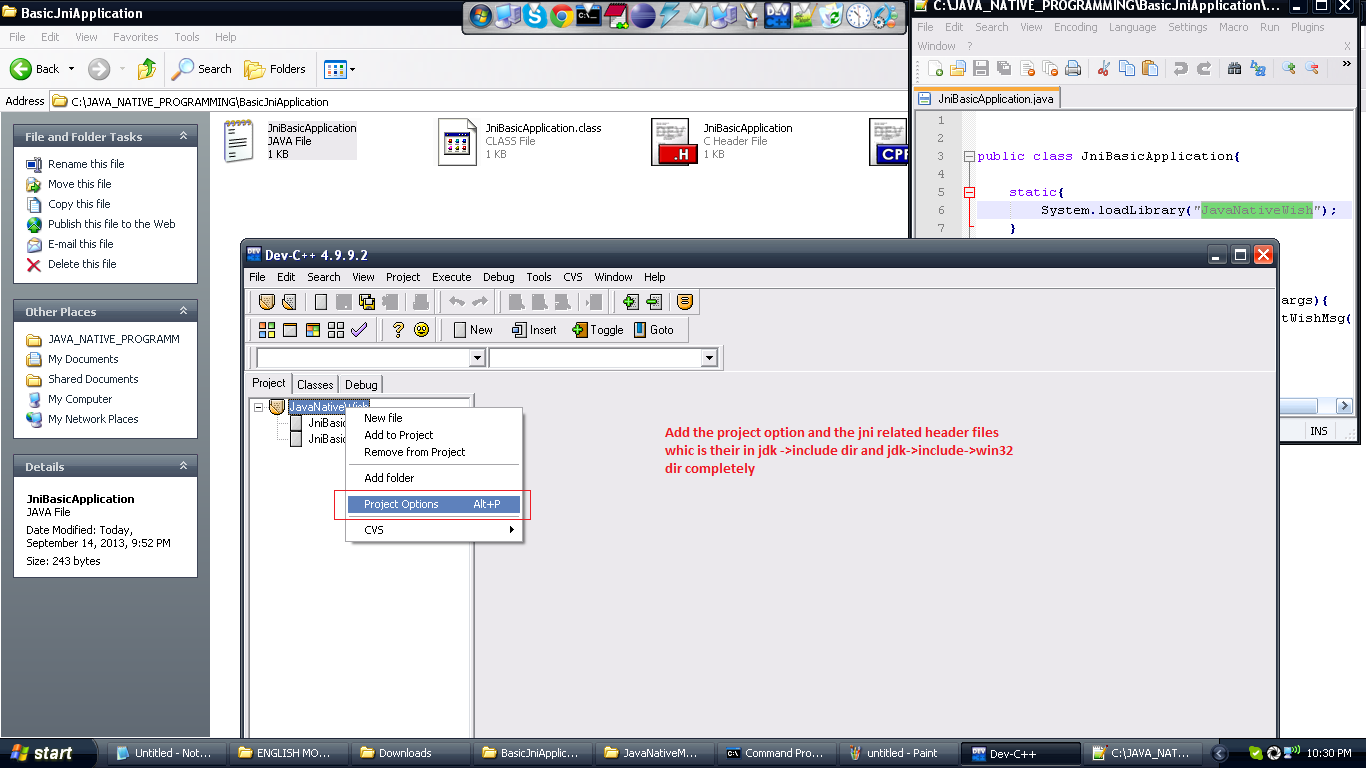 BasicJniApplication
File Edit View Favorites Tools Help
Back Search Folders
Address C:\JAVA_NATIVE_PROGRAMMING\BasicJniApplication
File and Folder Tasks
Rename this file
Move this file
Copy this file
Publish this file to the Web
E-mail this file
Delete this file
Other Places
JAVA_NATIVE_PROGRAMM
My Documents
Shared Documents
My Computer
My Network Places
Details
JniBasicApplication
JAVA File
Date Modified: Today,
September 14, 2013, 9:52 PM
Size: 243 bytes
JniBasicApplication
JAVA File
1 KB
JniBasicApplication.class
CLASS File
1 KB
DEV
.H
JniBasicApplication
C Header File
1 KB
DEV
CPP
C:\JAVA_NATIVE_PROGRAMMING\BasicJniApplication\...
File Edit Search View Encoding Language Settings Macro Run Plugins
Window ? X
JniBasicApplication.java
1
2
3 public class JniBasicApplication{
4
5 static{
6 System.loadLibrary("JavaNativeWish");
7 }
args){
tWishMsg(
INS
Dev-C++ 4.9.9.2
File Edit Search View Project Execute Debug Tools CVS Window Help
New Insert Toggle Goto
Project Classes Debug
JavaNativeWish
JniBasic
JniBasic
New file
Add to Project
Remove from Project
Add folder
Project Options Alt+P
CVS
Add the project option and the jni related header files
whic is their in jdk ->include dir and jdk->include->win32
dir completely
start Untitled - Not... ENGLISH MO... Downloads BasicJniApplic... JavaNativeM... Command Pro... untitled - Paint Dev-C++ C:\JAVA_NAT... 10:30 PM